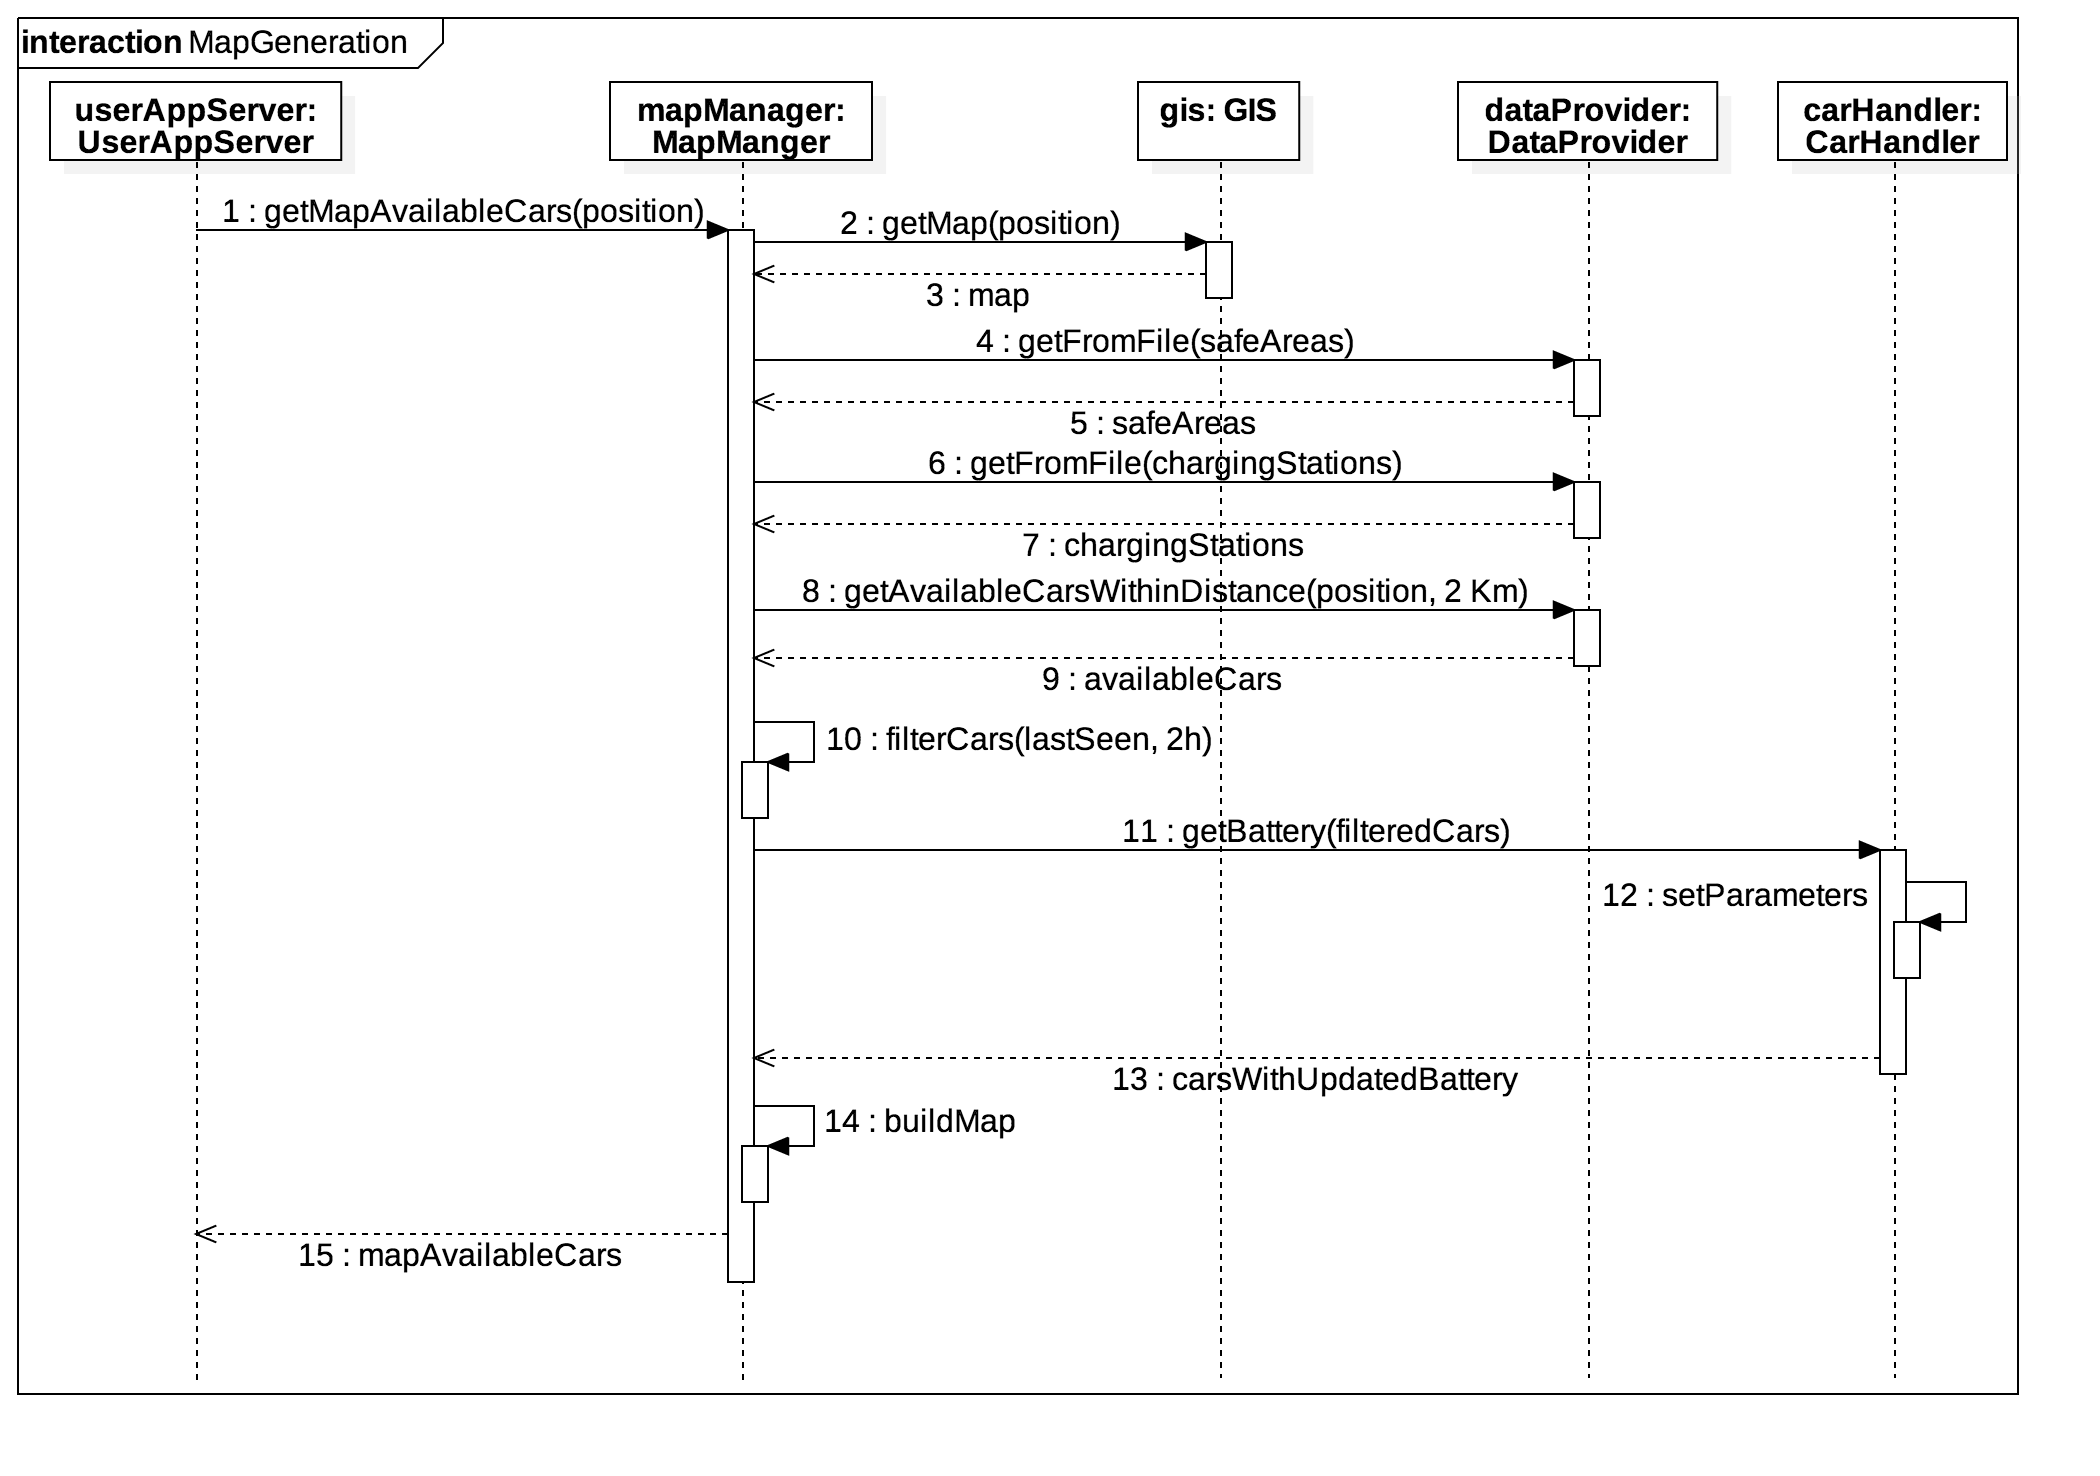 interaction MapGeneration
userAppServer:
UserAppServer
mapManager:
MapManger
gis: GIS
dataProvider:
DataProvider
carHandler:
CarHandler
1 : getMapAvailableCars(position)
2 : getMap(position)
3 : map
4 : getFromFile(safeAreas)
5 : safeAreas
6 : getFromFile(chargingStations)
7 : chargingStations
8 : getAvailableCarsWithinDistance(position, 2 Km)
9 : availableCars
10 : filterCars(lastSeen, 2h)
11 : getBattery(filteredCars)
12 : setParameters
13 : carsWithUpdatedBattery
14 : buildMap
15 : mapAvailableCars